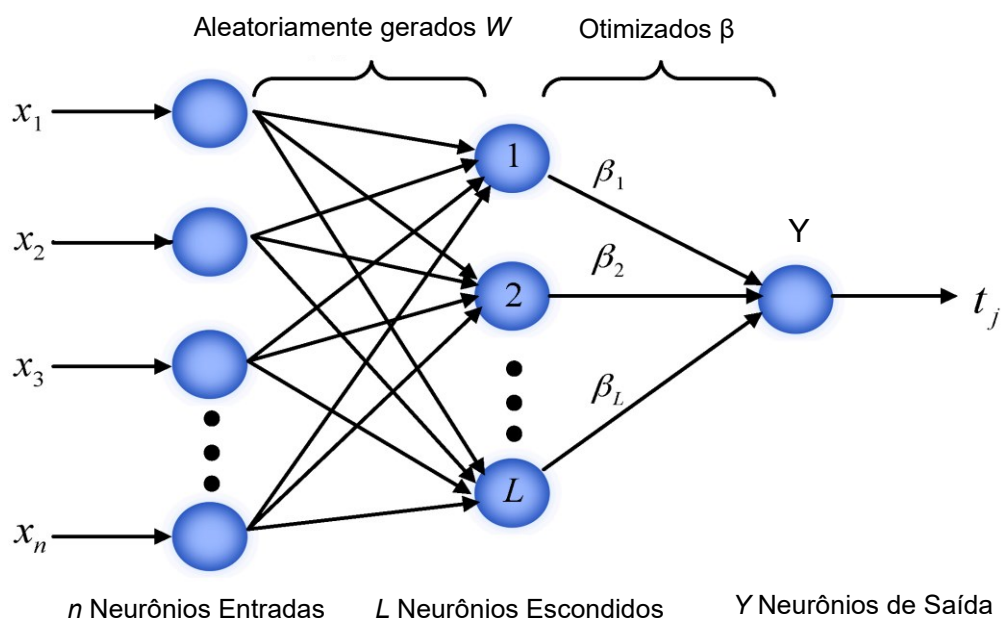 Aleatoriamente gerados W
Otimizados β
x1
x2
x3
xn
1
2
L
β1
β2
βL
Y
tj
n Neurônios Entradas
L Neurônios Escondidos
Y Neurônios de Saída